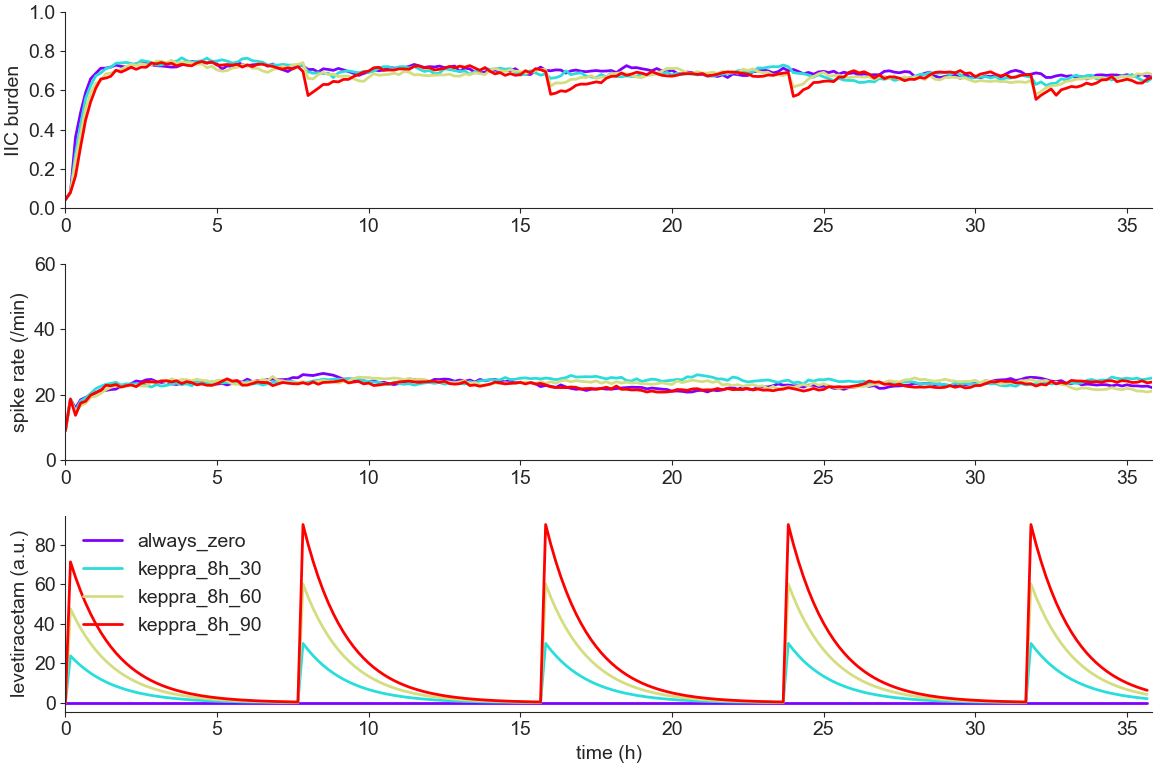 IIC burden
1.0
0.8
0.6
0.4
0.2
0.0
0 5 10 15 20 25 30 35
spike rate (/min)
60
40
20
0
0 5 10 15 20 25 30 35
levetiracetam (a.u.)
80
60
40
20
0
always_zero
keppra_8h_30
keppra_8h_60
keppra_8h_90
0 5 10 15 20 25 30 35
time (h)